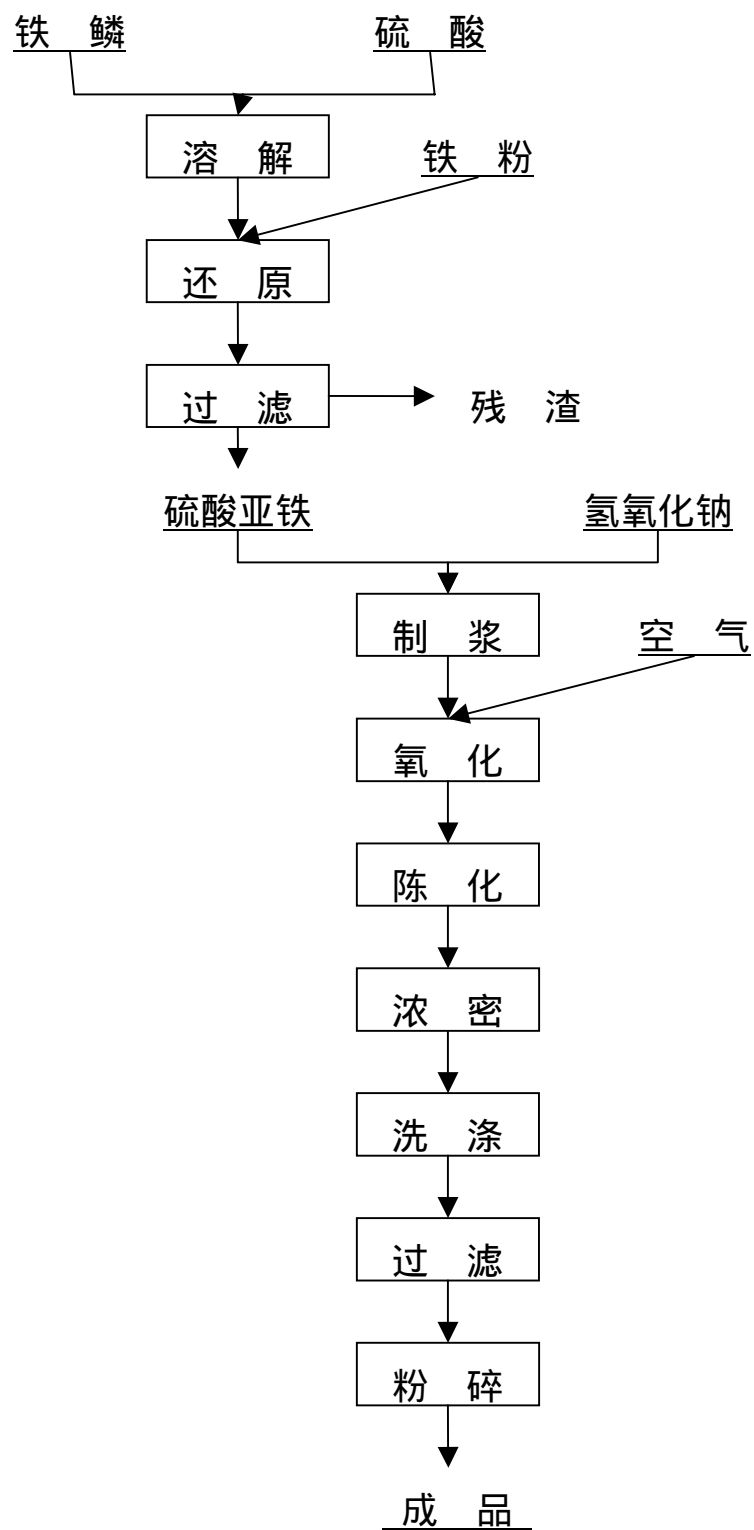 铁 鳞 硫 酸
溶 解
铁 粉
还 原
过 滤
残 渣
硫酸亚铁 氢氧化钠
制 浆
空 气
氧 化
陈 化
浓 密
洗 涤
过 滤
粉 碎
成 品